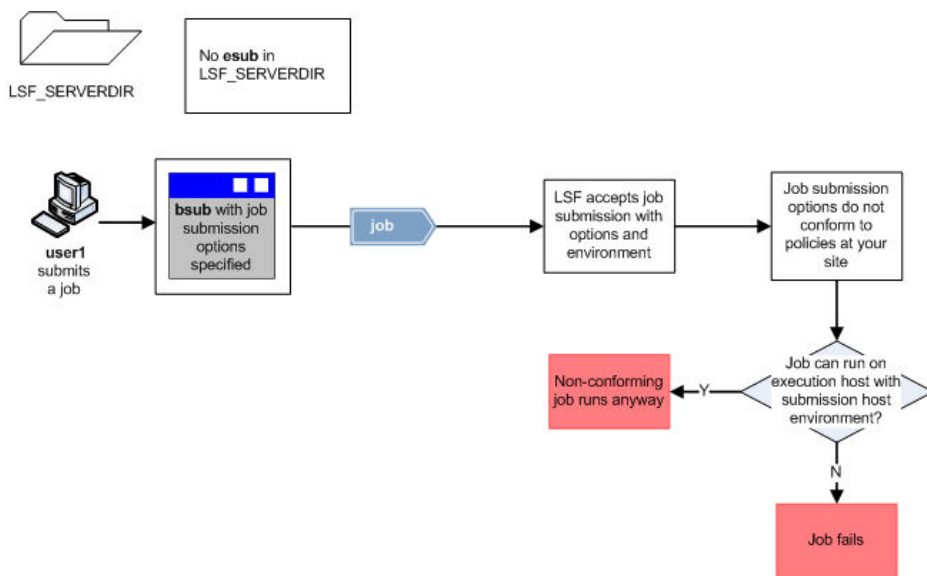 LSF_SERVERDIR
No esub in
LSF_SERVERDIR
user1
submits
a job
bsub with job
submission
options
specified
job
LSF accepts job
submission with
options and
environment
Job submission
options do not
conform to
policies at your
site
Job can run on
execution host with
submission host
environment?
Y
Non-conforming
job runs anyway
N
Job fails